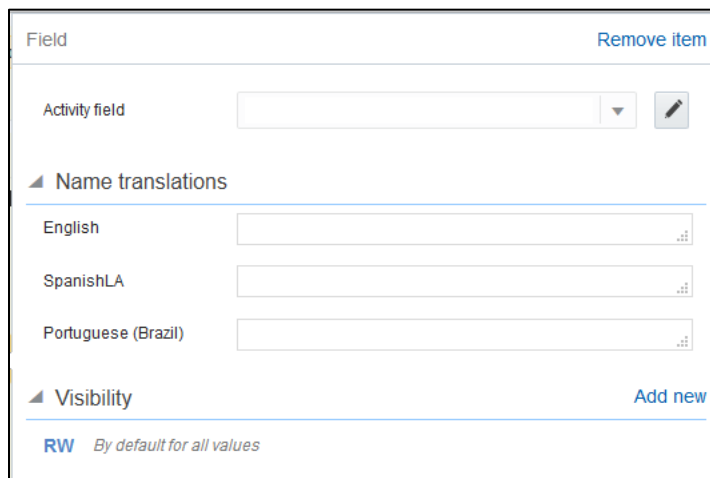 Field
Remove item
Activity field
Name translations
English
SpanishLA
Portuguese (Brazil)
Visibility
Add new
RW By default for all values